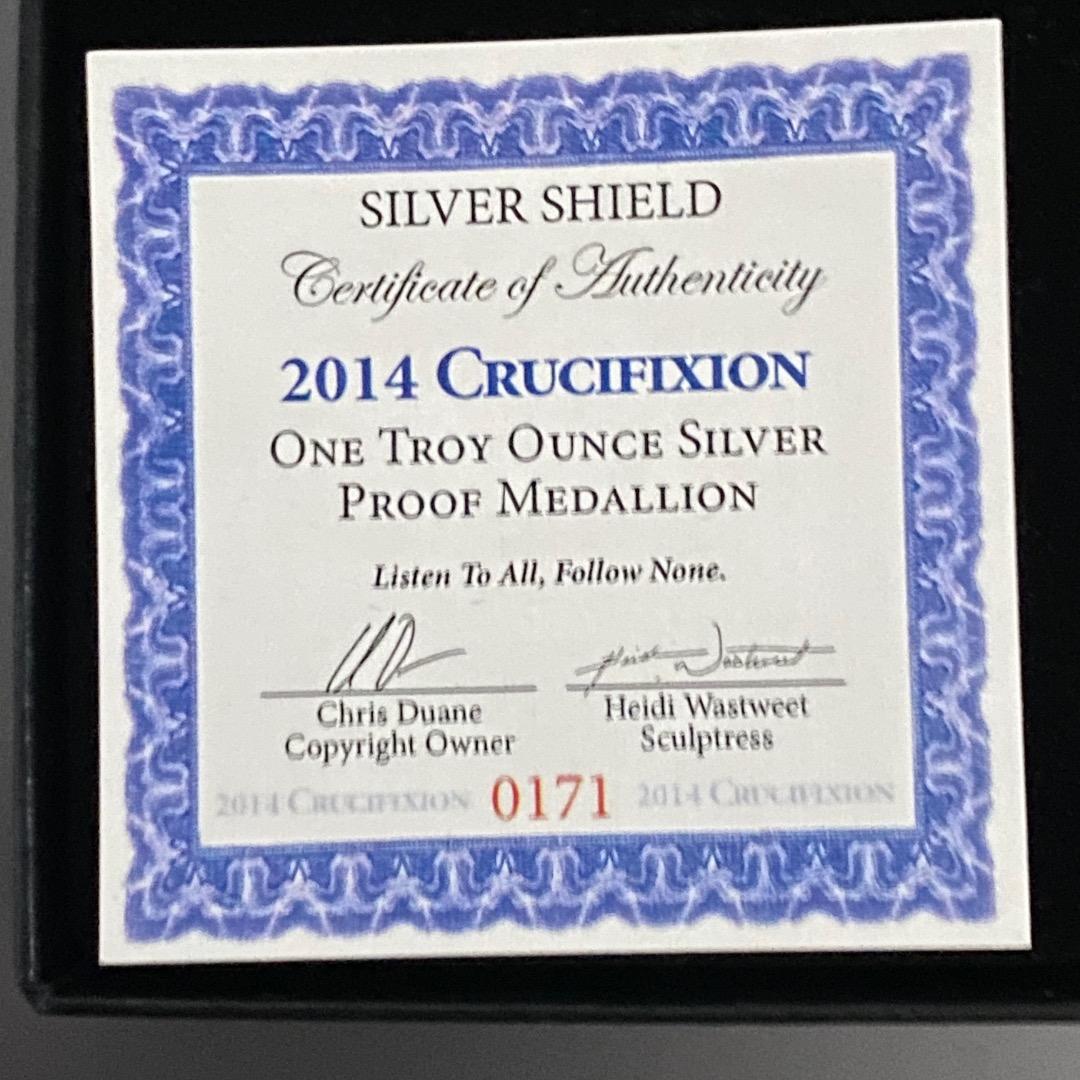 SILVER SHIELD
Certificate of Authenticity
2014 CRUCIFIXION
ONE TROY OUNCE SILVER
PROOF MEDALLION
Listen To All, Follow None.
Chris Duane
Copyright Owner
Heidi Wastweet
Sculptress
2014 CRUCIFIXION 0171 2014 CRUCIFIXION